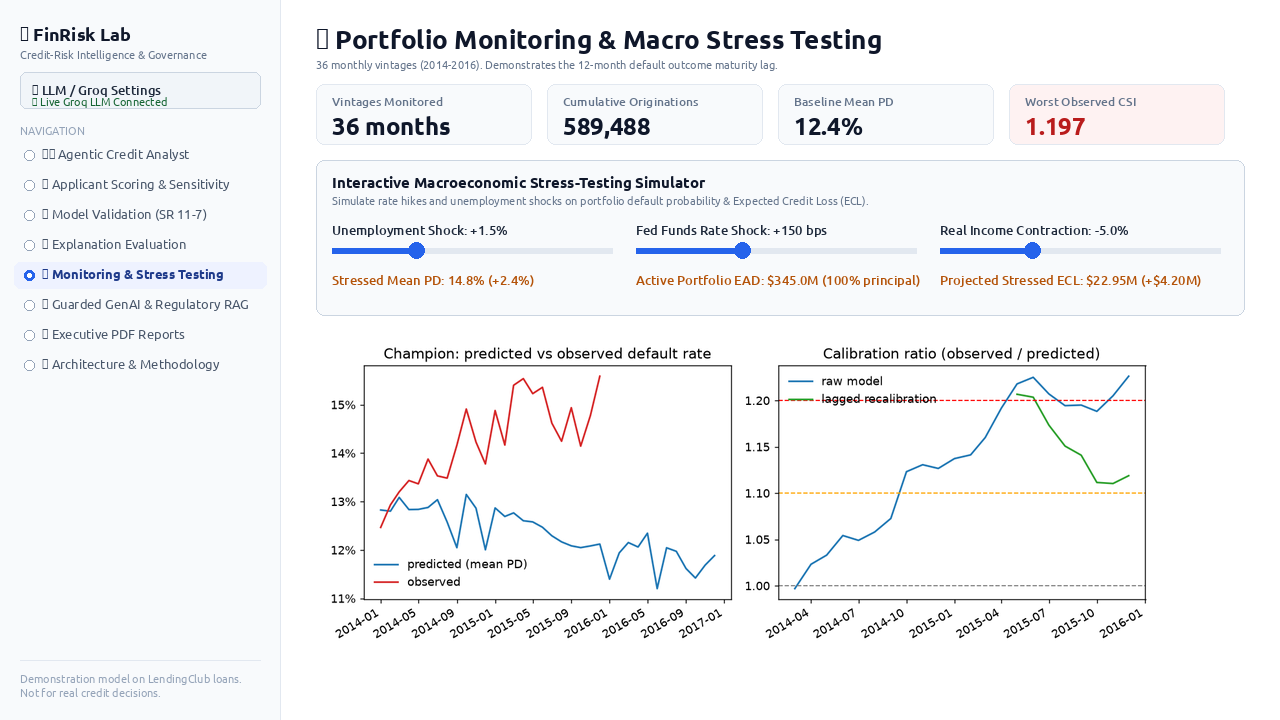 FinRisk Lab
Credit-Risk Intelligence & Governance
LLM / Groq Settings
Live Groq LLM Connected
NAVIGATION
Agentic Credit Analyst
Applicant Scoring & Sensitivity
Model Validation (SR 11-7)
Explanation Evaluation
Monitoring & Stress Testing
Guarded GenAI & Regulatory RAG
Executive PDF Reports
Architecture & Methodology
Demonstration model on LendingClub loans.
Not for real credit decisions.
Portfolio Monitoring & Macro Stress Testing
36 monthly vintages (2014-2016). Demonstrates the 12-month default outcome maturity lag.
Vintages Monitored
36 months
Cumulative Originations
589,488
Baseline Mean PD
12.4%
Worst Observed CSI
1.197
Interactive Macroeconomic Stress-Testing Simulator
Simulate rate hikes and unemployment shocks on portfolio default probability & Expected Credit Loss (ECL).
Unemployment Shock: +1.5%
Fed Funds Rate Shock: +150 bps
Real Income Contraction: -5.0%
Stressed Mean PD: 14.8% (+2.4%)
Active Portfolio EAD: $345.0M (100% principal)
Projected Stressed ECL: $22.95M (+$4.20M)
Champion: predicted vs observed default rate
15%
14%
13%
12%
11%
predicted (mean PD)
observed
2014-01
2014-05
2014-09
2015-01
2015-05
2015-09
2016-01
2016-05
2016-09
2017-01
Calibration ratio (observed / predicted)
raw model
lagged recalibration
1.20
1.15
1.10
1.05
1.00
2014-04
2014-07
2014-10
2015-01
2015-04
2015-07
2015-10
2016-01